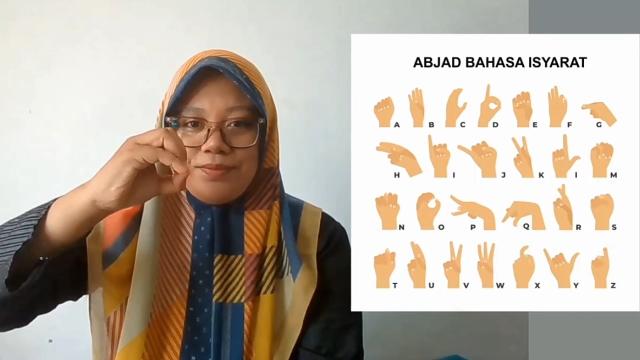 ABJAD BAHASA ISYARAT
A B C D E F G
H I J K L M
N O P Q R S
T U V W X Y Z